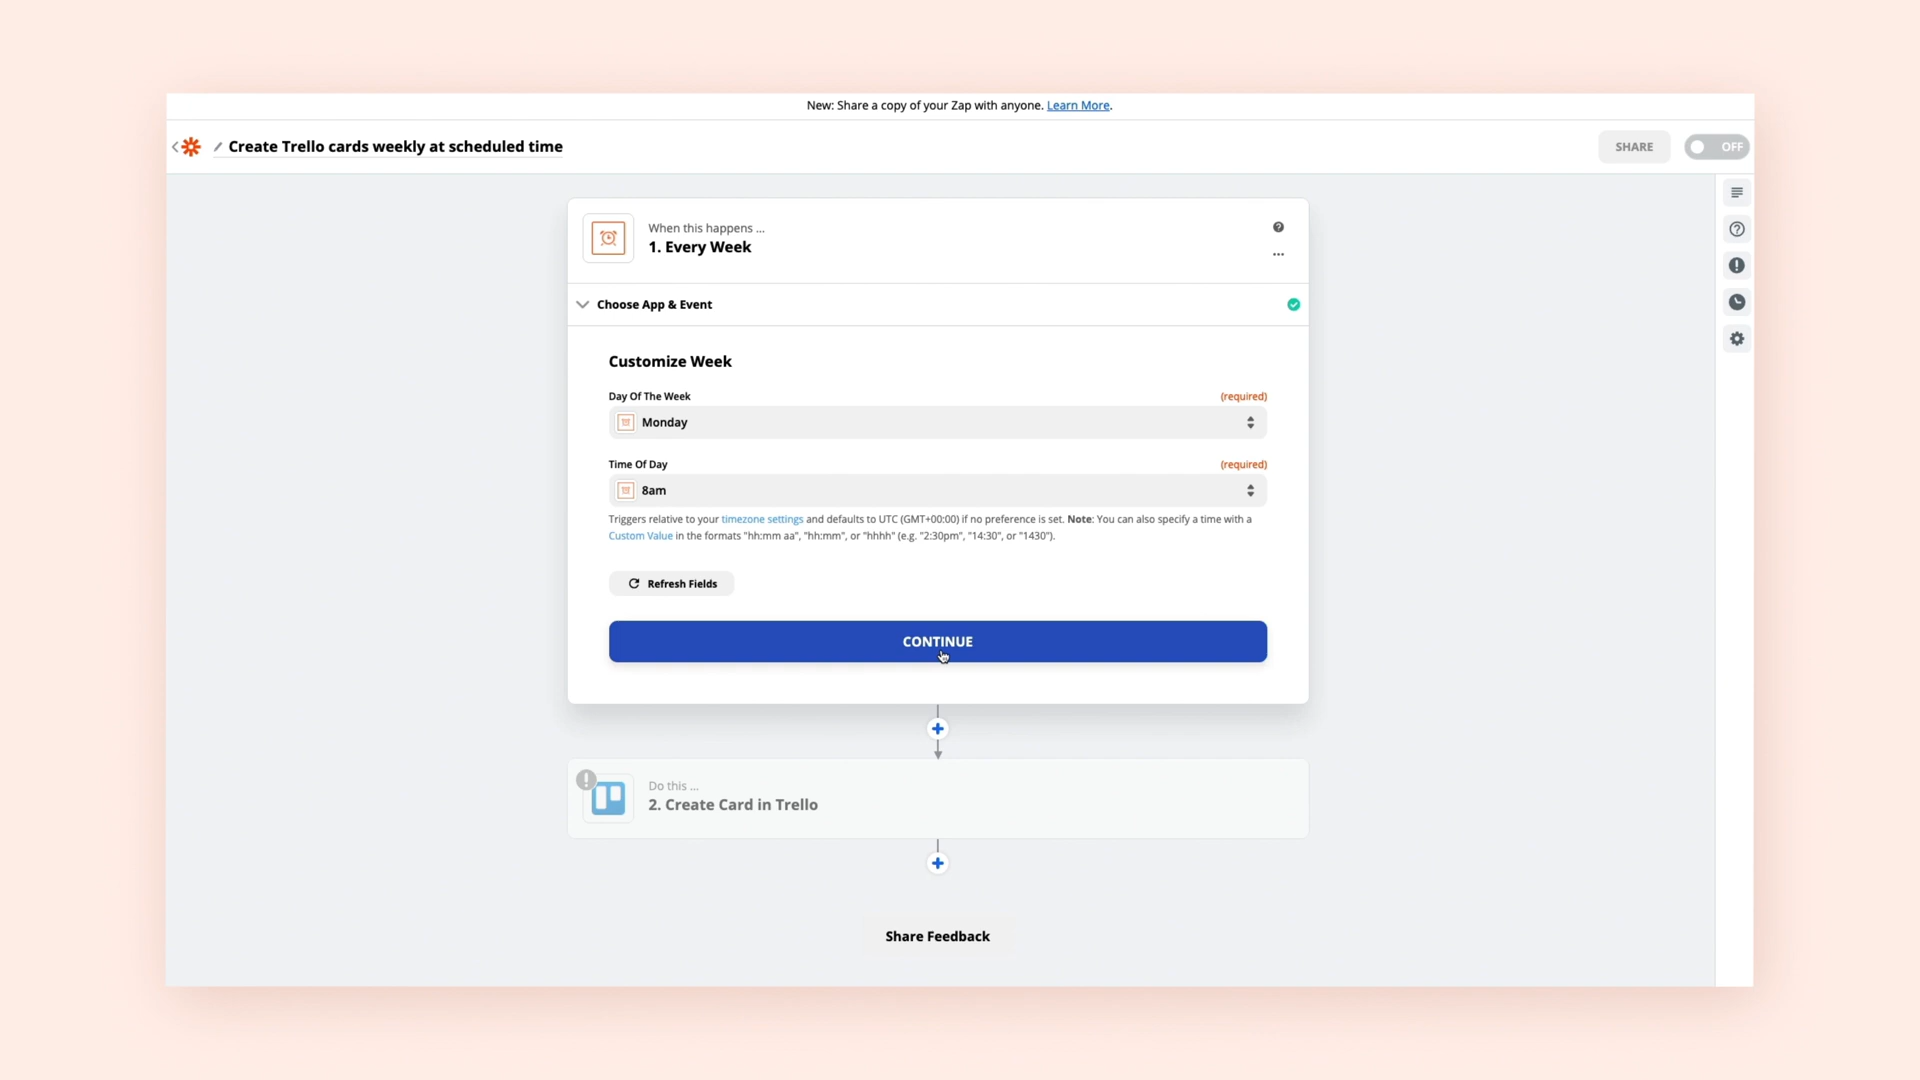 New: Share a copy of your Zap with anyone. Learn More.
Create Trello cards weekly at scheduled time
SHARE
OFF
When this happens ...
1. Every Week
Choose App & Event
Customize Week
Day Of The Week
(required)
Monday
Time Of Day
(required)
8am
Triggers relative to your timezone settings and defaults to UTC (GMT+00:00) if no preference is set. Note: You can also specify a time with a
Custom Value in the formats "hh:mm aa", "hh:mm", or "hhhh" (e.g. "2:30pm", "14:30", or "1430").
Refresh Fields
CONTINUE
Do this ...
2. Create Card in Trello
Share Feedback